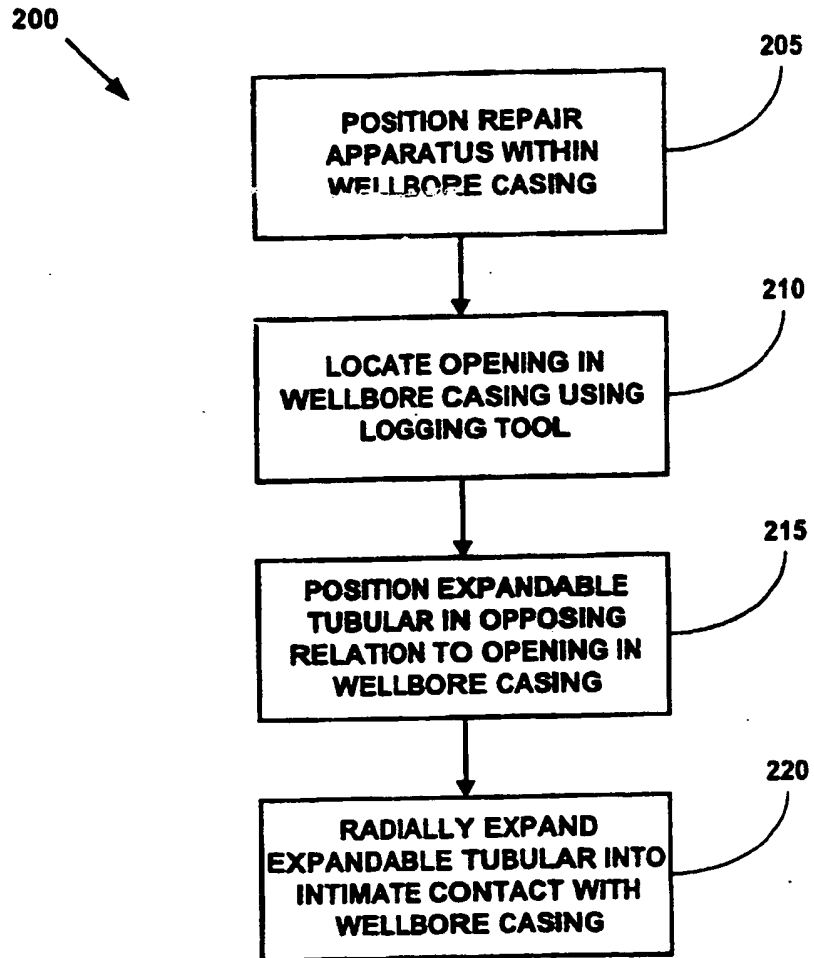 200
205
POSITION REPAIR
APPARATUS WITHIN
WELLBORE CASING
210
LOCATE OPENING IN
WELLBORE CASING USING
LOGGING TOOL
215
POSITION EXPANDABLE
TUBULAR IN OPPOSING
RELATION TO OPENING IN
WELLBORE CASING
220
RADIALLY EXPAND
EXPANDABLE TUBULAR INTO
INTIMATE CONTACT WITH
WELLBORE CASING